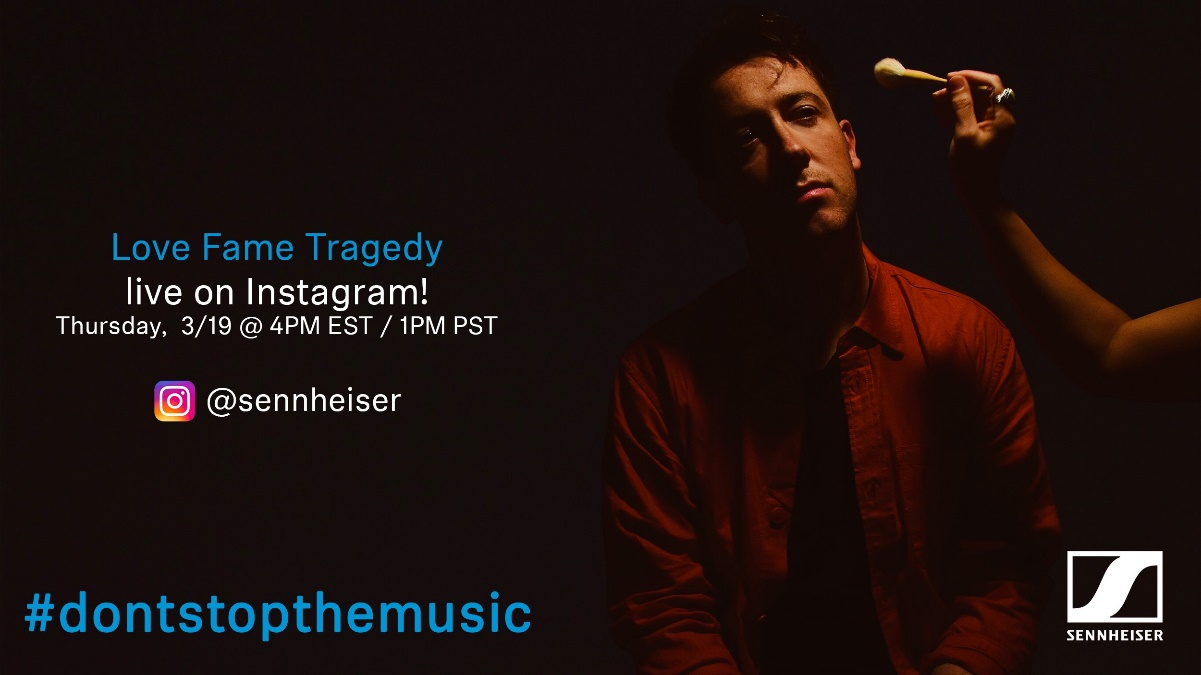 Love Fame Tragedy
live on Instagram!
Thursday,  3/19 @ 4PM EST / 1PM PST
@sennheiser
#dontstopthemusic
SENNHEISER